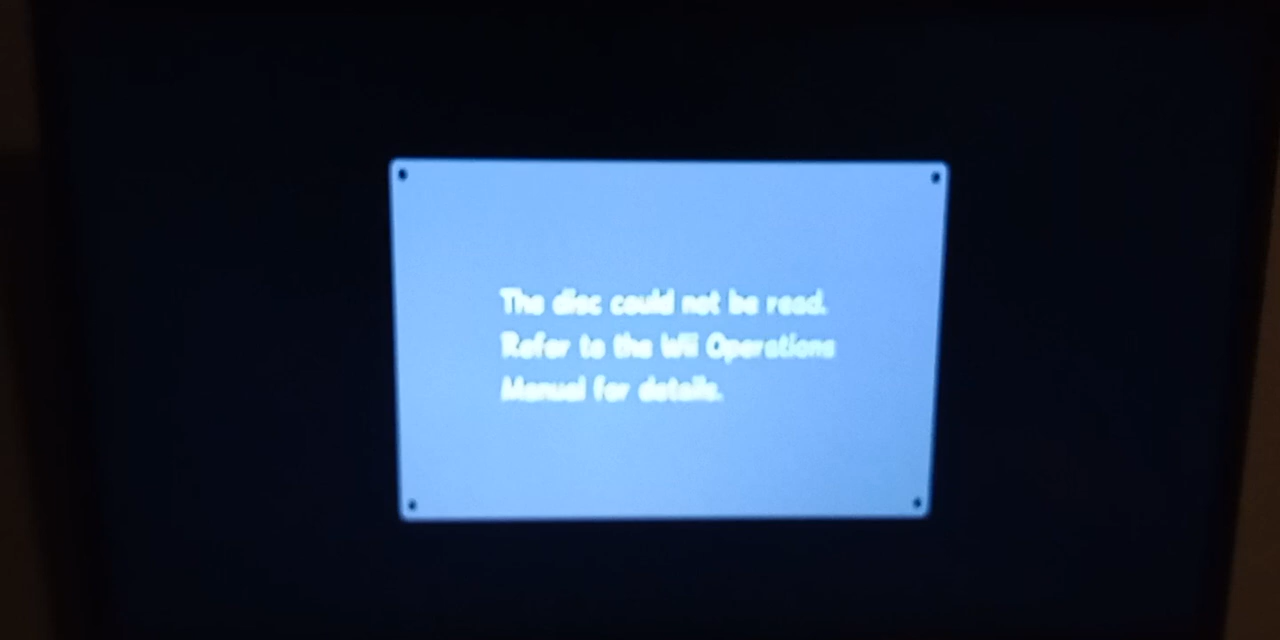 The disc could not be read.
Refer to the Wii Operations
Manual for details.